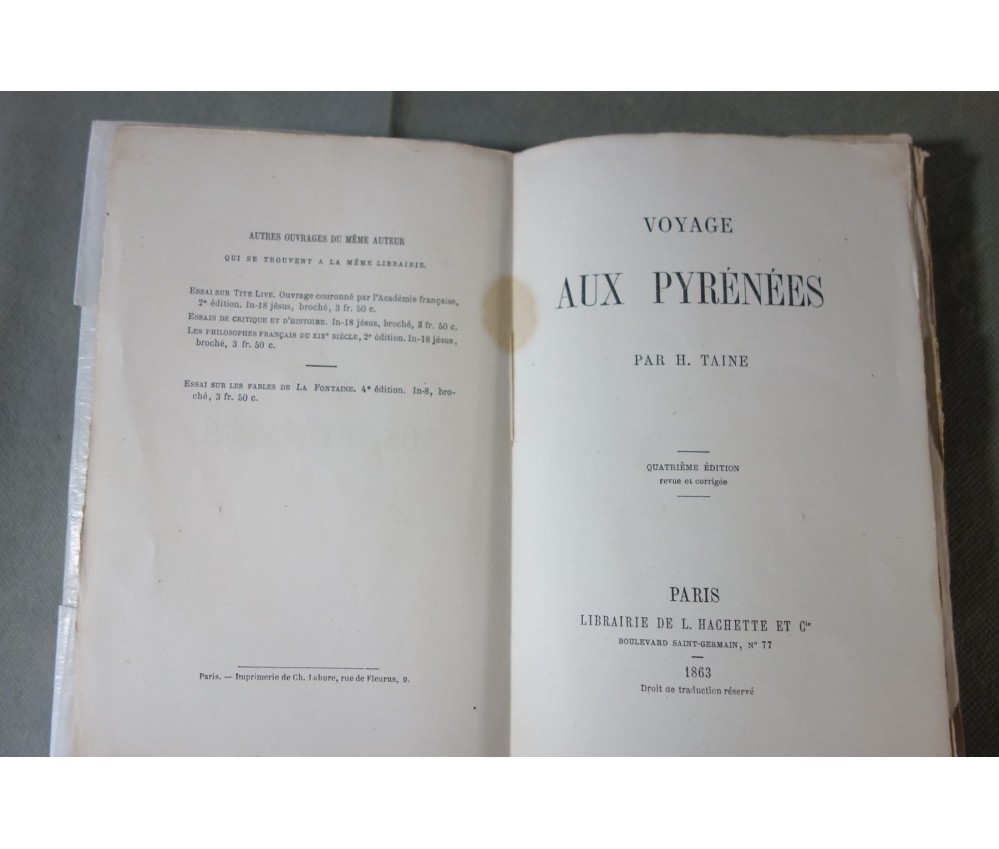 AUTRES OUVRAGES DU MÊME AUTEUR
QUI SE TROUVENT A LA MÊME LIBRAIRIE.
ESSAI SUR TITE LIVE. Ouvrage couronné par l'Académie française,
2e édition. In-18 jésus, broché, 3 fr. 50 c.
ESSAIS DE CRITIQUE ET D'HISTOIRE. In-18 jésus, broché, 3 fr. 50 c.
LES PHILOSOPHES FRANÇAIS DU XIXe SIÈCLE, 2e édition. In-18 jésus,
broché, 3 fr. 50 c.
ESSAI SUR LES FABLES DE LA FONTAINE. 4e édition. In-8, bro-
ché, 3 fr. 50 c.
Paris. — Imprimerie de Ch. Lahure, rue de Fleurus, 9.
VOYAGE
AUX PYRÉNÉES
PAR H. TAINE
QUATRIÈME ÉDITION
revue et corrigée
PARIS
LIBRAIRIE DE L. HACHETTE ET Cie
BOULEVARD SAINT-GERMAIN, No 77
1863
Droit de traduction réservé